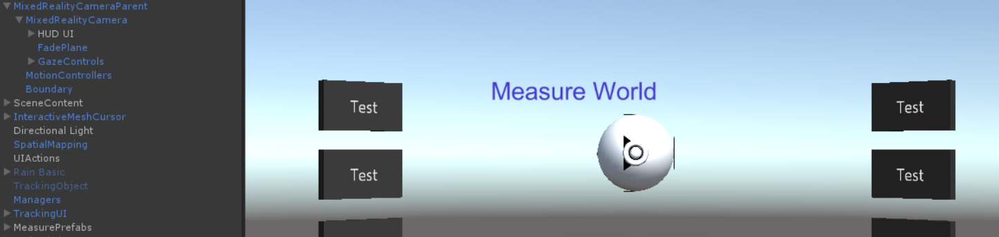 MixedRealityCameraParent
MixedRealityCamera
HUD UI
FadePlane
GazeControls
MotionControllers
Boundary
SceneContent
InteractiveMeshCursor
Directional Light
SpatialMapping
UIActions
Rain Basic
TrackingObject
Managers
TrackingUI
MeasurePrefabs
Measure World
Test
Test
Test
Test